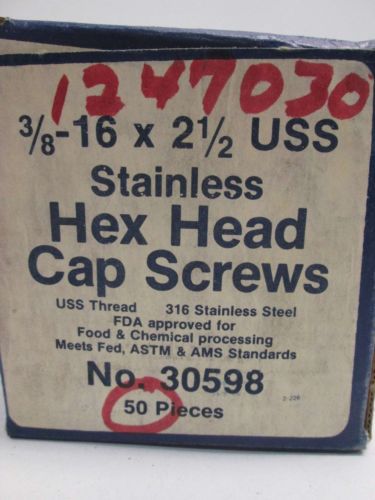 1247030
3/8-16 x 2 1/2 USS
Stainless
Hex Head
Cap Screws
USS Thread 316 Stainless Steel
FDA approved for
Food & Chemical processing
Meets Fed, ASTM & AMS Standards
No. 30598
50 Pieces